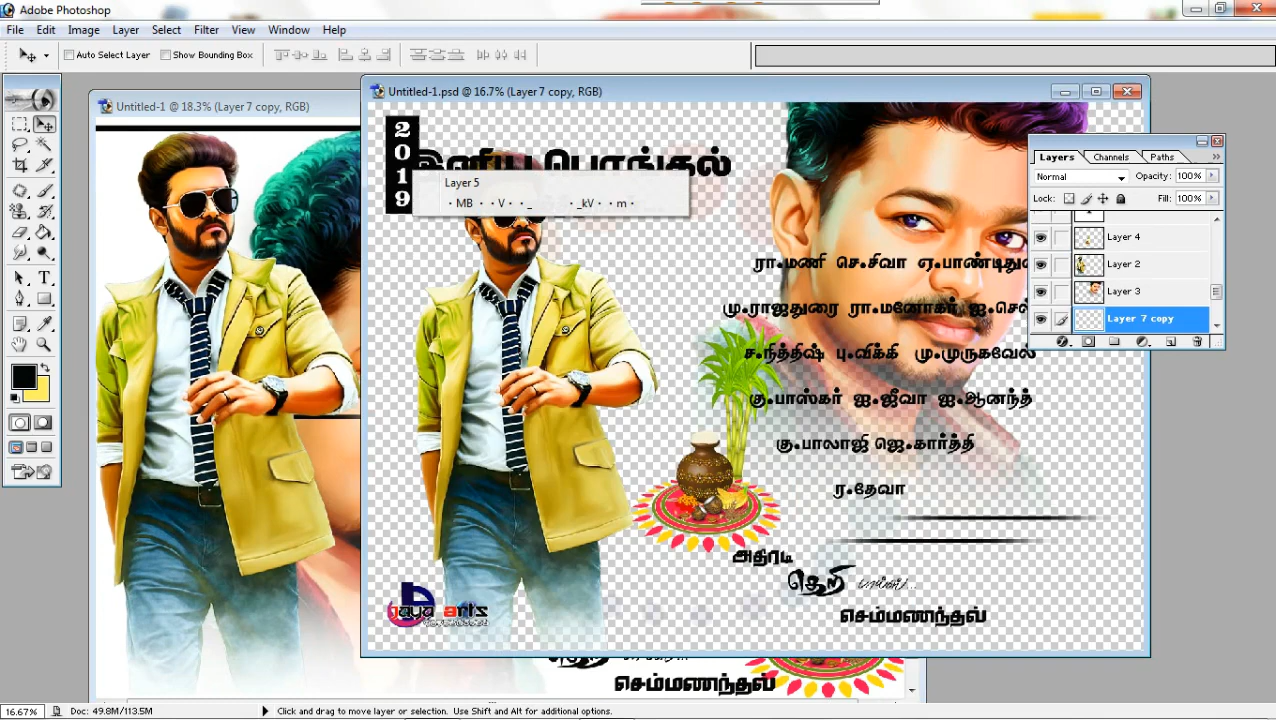 Adobe Photoshop
File Edit Image Layer Select Filter View Window Help
Auto Select Layer Show Bounding Box
Untitled-1 @ 18.3% (Layer 7 copy, RGB)
Untitled-1.psd @ 16.7% (Layer 7 copy, RGB)
2019
இனிய பொங்கல்
Layer 5
Layers Channels Paths
Normal Opacity: 100%
Lock: Fill: 100%
Layer 4
Layer 2
Layer 3
Layer 7 copy
ரா.மணி செ.சிவா ஏ.பாண்டிதுரை
மு.ராஜதுரை ரா.மனோகர் ஐ.செல்
ச.நித்திஷ் பு.விக்கி மு.முருகவேல்
கு.பாஸ்கர் ஐ.ஜீவா ஐ.ஆனந்த்
கு.பாலாஜி ஜெ.கார்த்தி
ர.தேவா
அதிரடி
தெறி பாய்ஸ்...
செம்மணந்தல்
jaya arts
செம்மணந்தல்
16.67% Doc: 49.8M/113.5M Click and drag to move layer or selection. Use Shift and Alt for additional options.